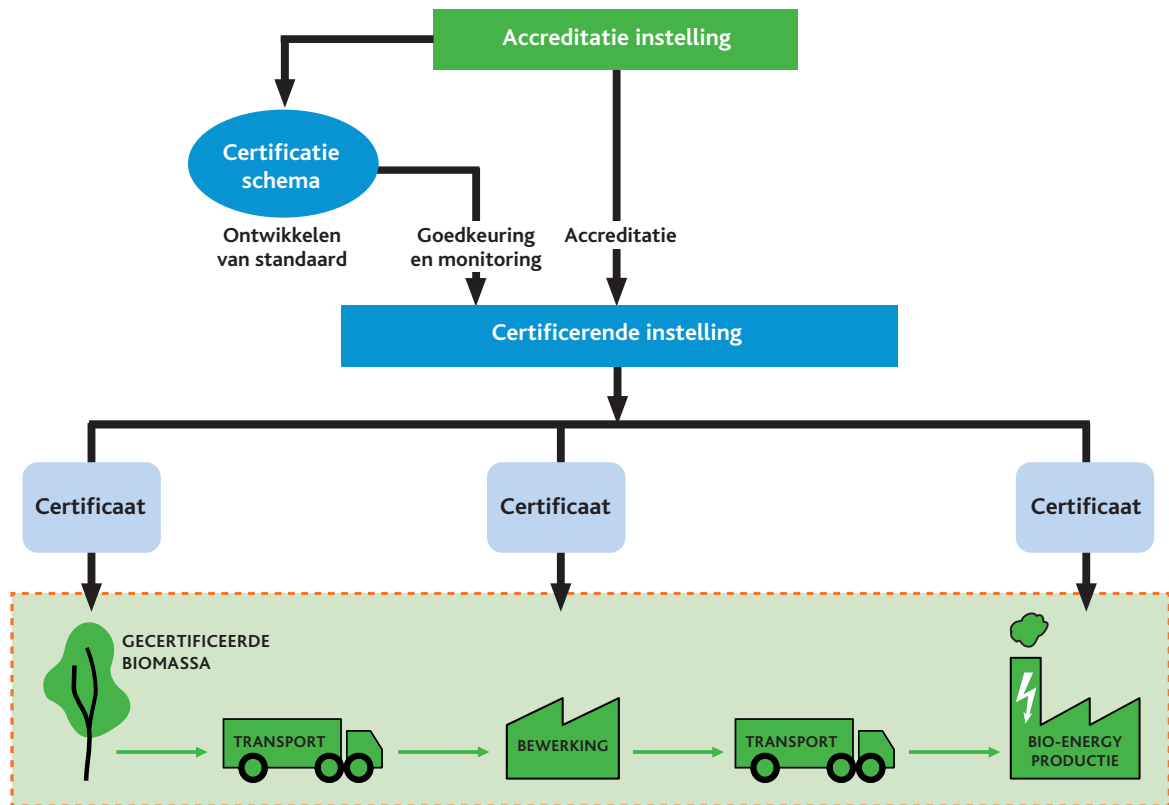 Accreditatie instelling
Certificatie
schema
Ontwikkelen
van standaard
Goedkeuring
en monitoring
Accreditatie
Certificerende instelling
Certificaat
Certificaat
Certificaat
GECERTIFICEERDE
BIOMASSA
TRANSPORT
BEWERKING
TRANSPORT
BIO-ENERGY
PRODUCTIE